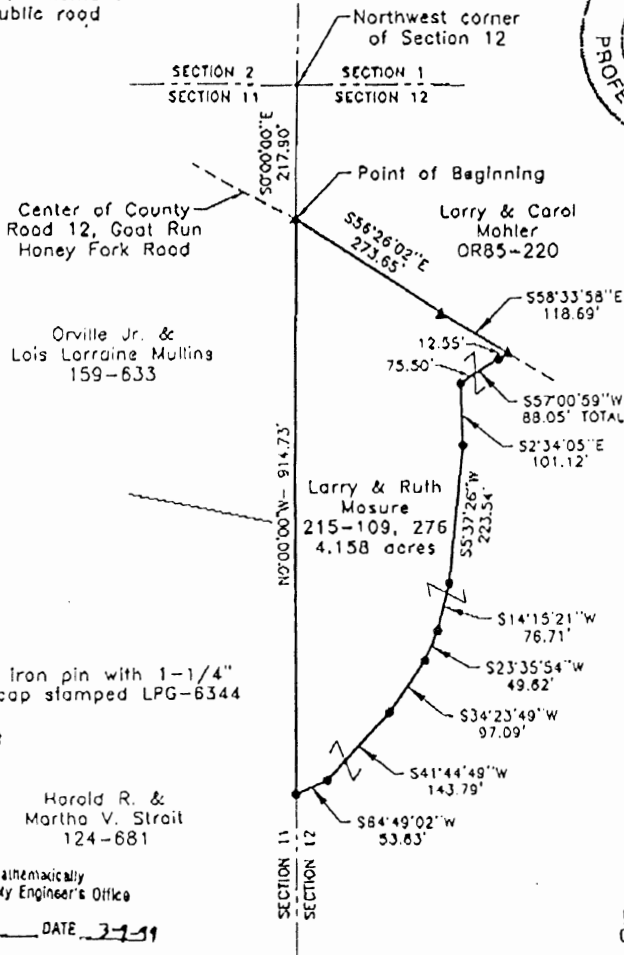 ublic road
Northwest corner
of Section 12
SECTION 2
SECTION 1
SECTION 11
SECTION 12
PROFE
S0°00'00"E
217.90'
Point of Beginning
Center of County
Road 12, Goat Run
Honey Fork Road
Larry & Carol
Mohler
OR85-220
S56°26'02"E
273.65'
S58°33'58"E
118.69'
Orville Jr. &
Lois Lorraine Mullins
159-633
12.55'
75.50'
S57°00'59"W
88.05' TOTAL
S2°34'05"E
101.12'
N0°00'00"W- 914.73'
Larry & Ruth
Mosure
215-109, 276
4.158 acres
S5°37'26"W
223.54'
S14°15'21"W
76.71'
iron pin with 1-1/4"
cap stamped LPG-6344
S23°35'54"W
49.62'
S34°23'49"W
97.09'
S41°44'49"W
143.79'
Harold R. &
Martha V. Strait
124-681
S64°49'02"W
53.63'
athematically
ty Engineer's Office
SECTION 11
SECTION 12
DATE 3-9-99